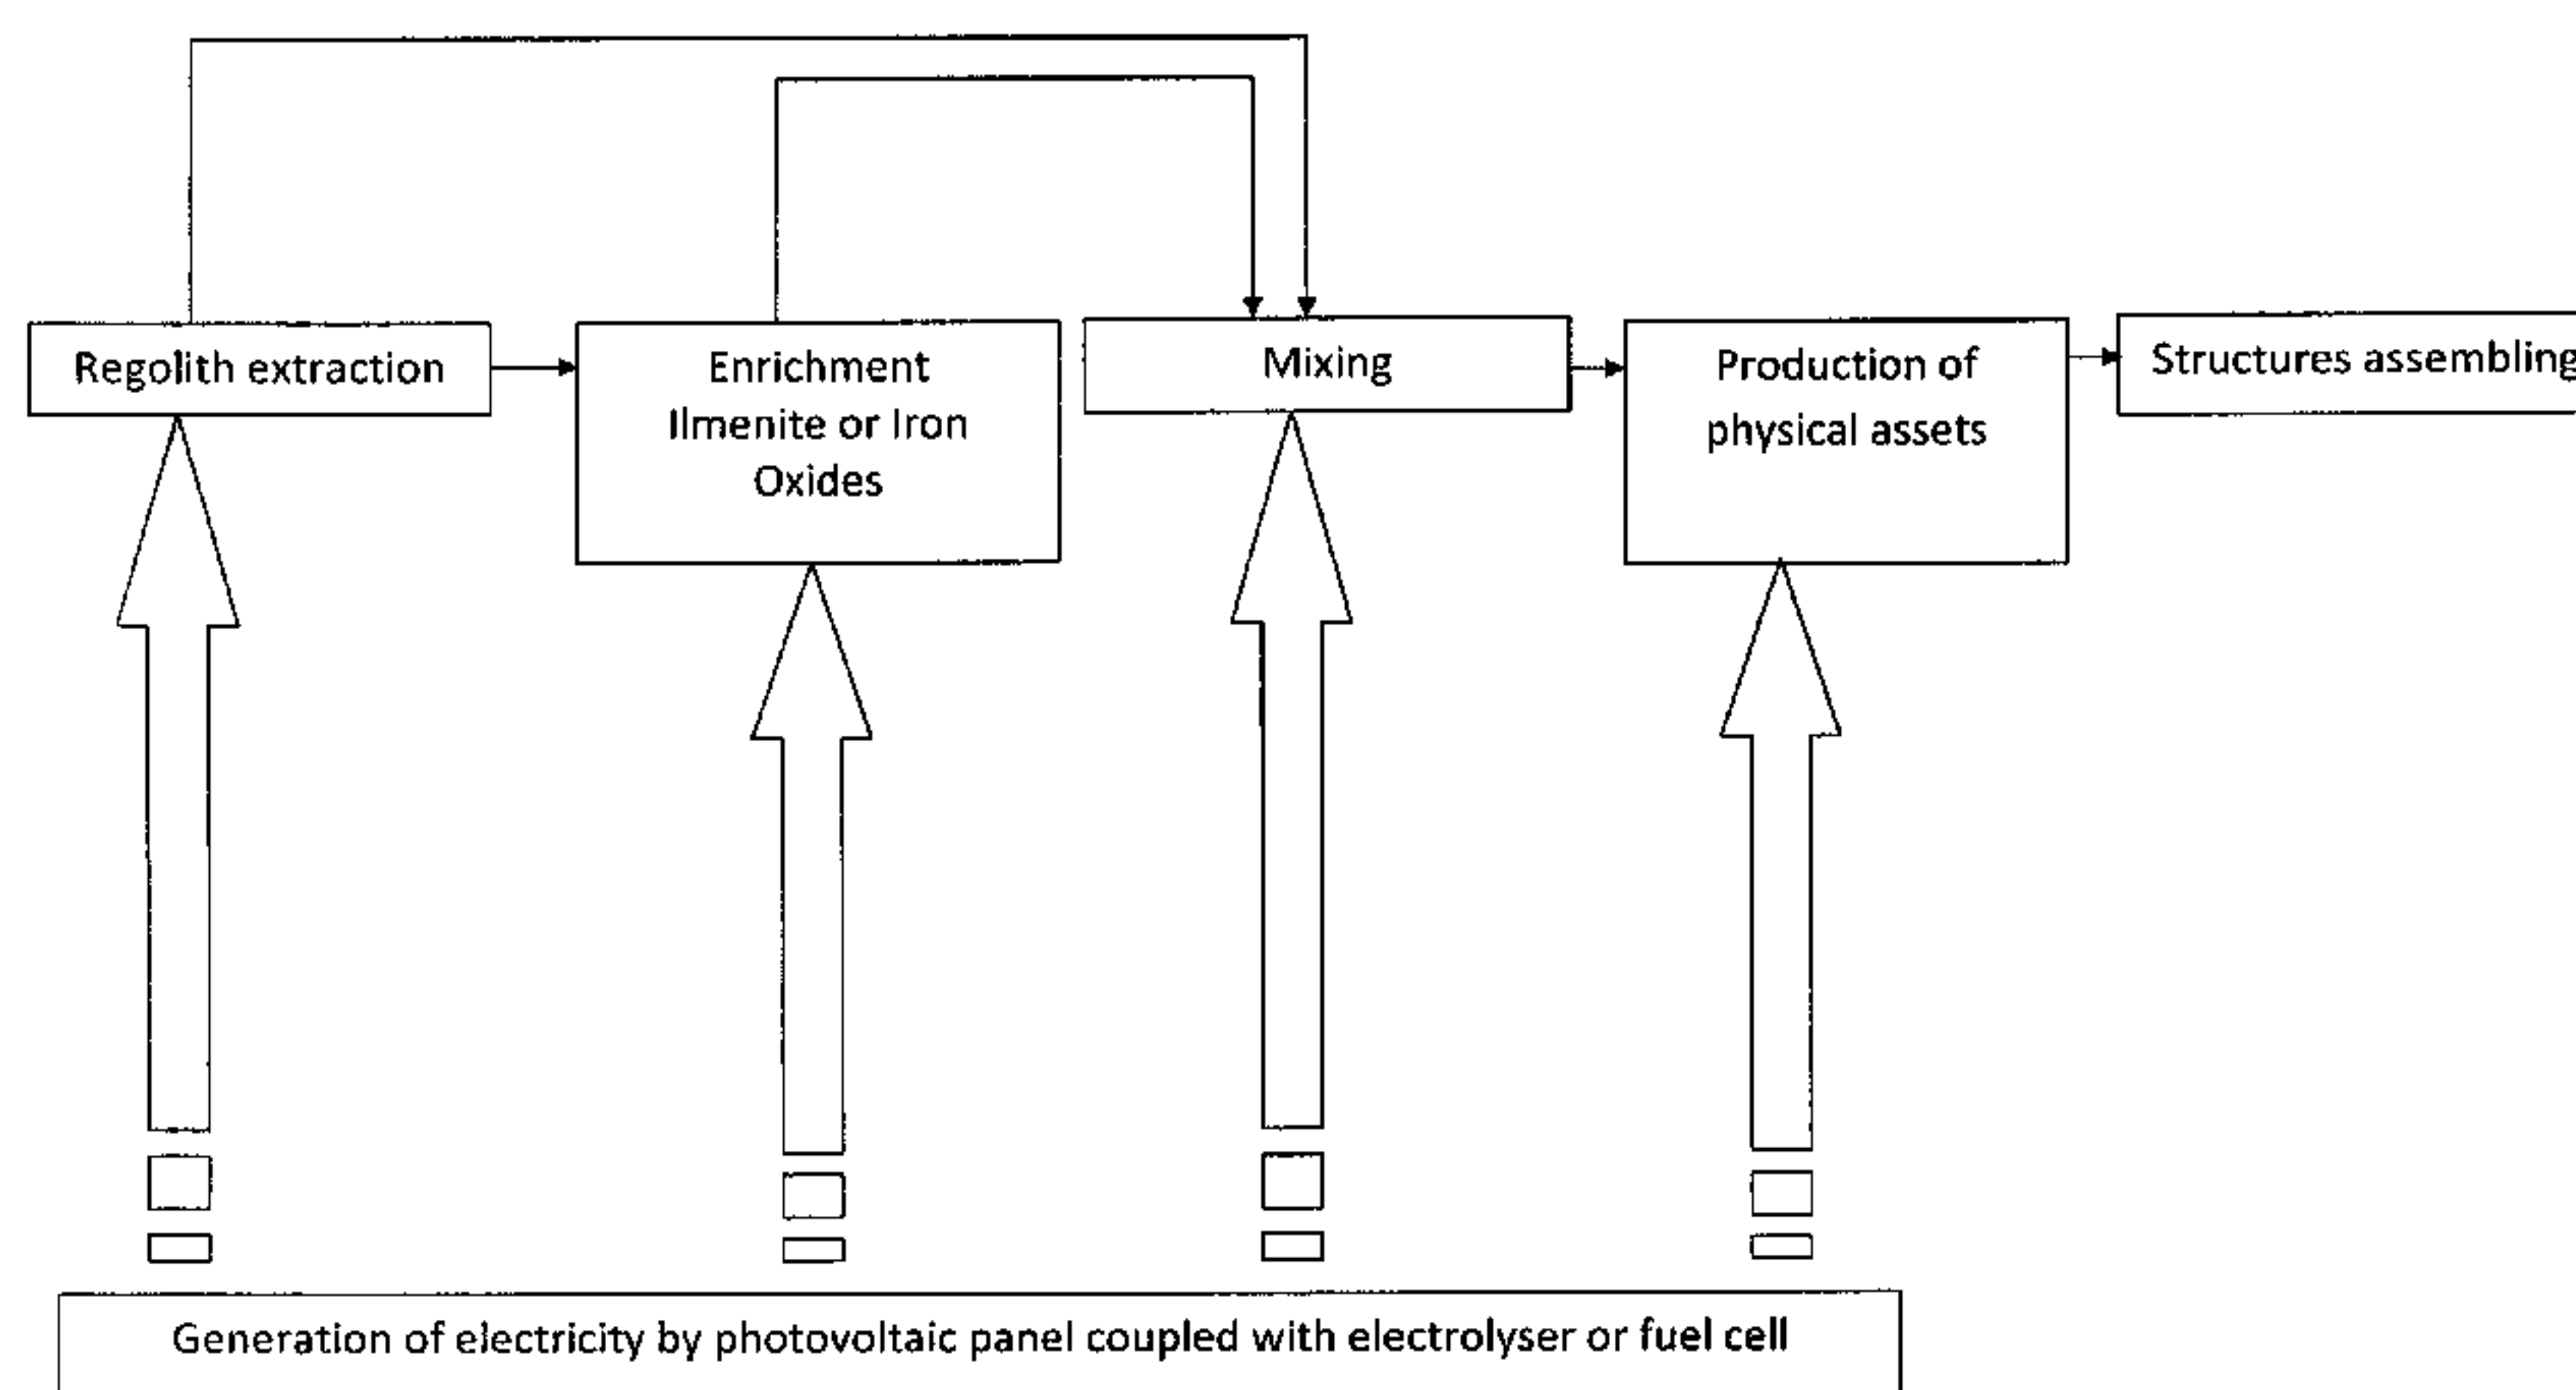 Regolith extraction
Enrichment
Ilmenite or Iron
Oxides
Mixing
Production of
physical assets
Structures assembling
Generation of electricity by photovoltaic panel coupled with electrolyser or fuel cell